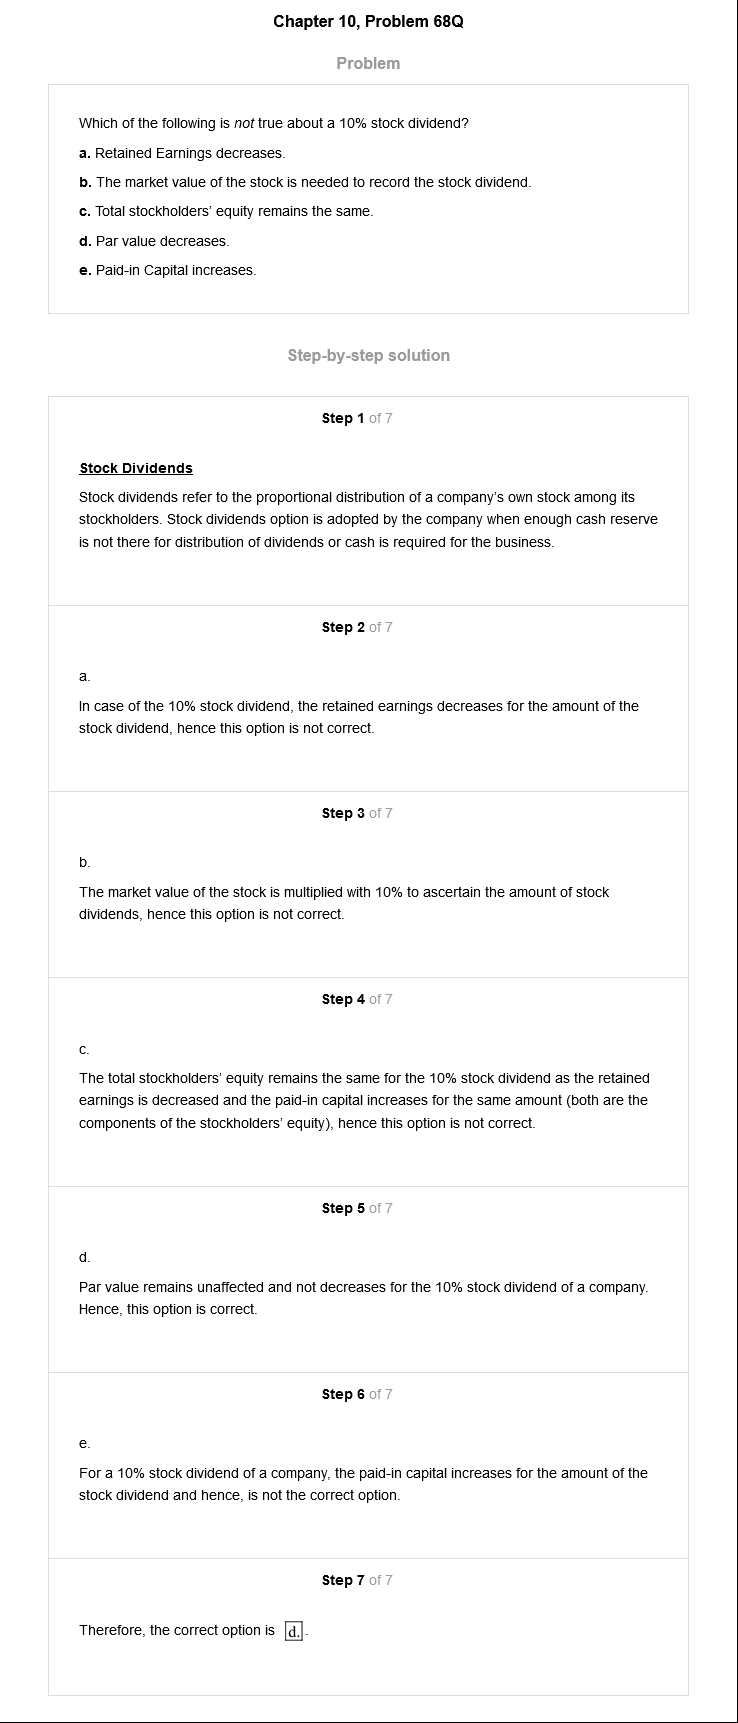 Chapter 10, Problem 68Q
Problem
Which of the following is not true about a 10% stock dividend?
a. Retained Earnings decreases.
b. The market value of the stock is needed to record the stock dividend.
c. Total stockholders' equity remains the same.
d. Par value decreases.
e. Paid-in Capital increases.
Step-by-step solution
Step 1 of 7
Stock Dividends
Stock dividends refer to the proportional distribution of a company's own stock among its
stockholders. Stock dividends option is adopted by the company when enough cash reserve
is not there for distribution of dividends or cash is required for the business.
Step 2 of 7
a.
In case of the 10% stock dividend, the retained earnings decreases for the amount of the
stock dividend, hence this option is not correct.
Step 3 of 7
b.
The market value of the stock is multiplied with 10% to ascertain the amount of stock
dividends, hence this option is not correct.
Step 4 of 7
c.
The total stockholders' equity remains the same for the 10% stock dividend as the retained
earnings is decreased and the paid-in capital increases for the same amount (both are the
components of the stockholders' equity), hence this option is not correct.
Step 5 of 7
d.
Par value remains unaffected and not decreases for the 10% stock dividend of a company.
Hence, this option is correct.
Step 6 of 7
e.
For a 10% stock dividend of a company, the paid-in capital increases for the amount of the
stock dividend and hence, is not the correct option.
Step 7 of 7
Therefore, the correct option is d. .